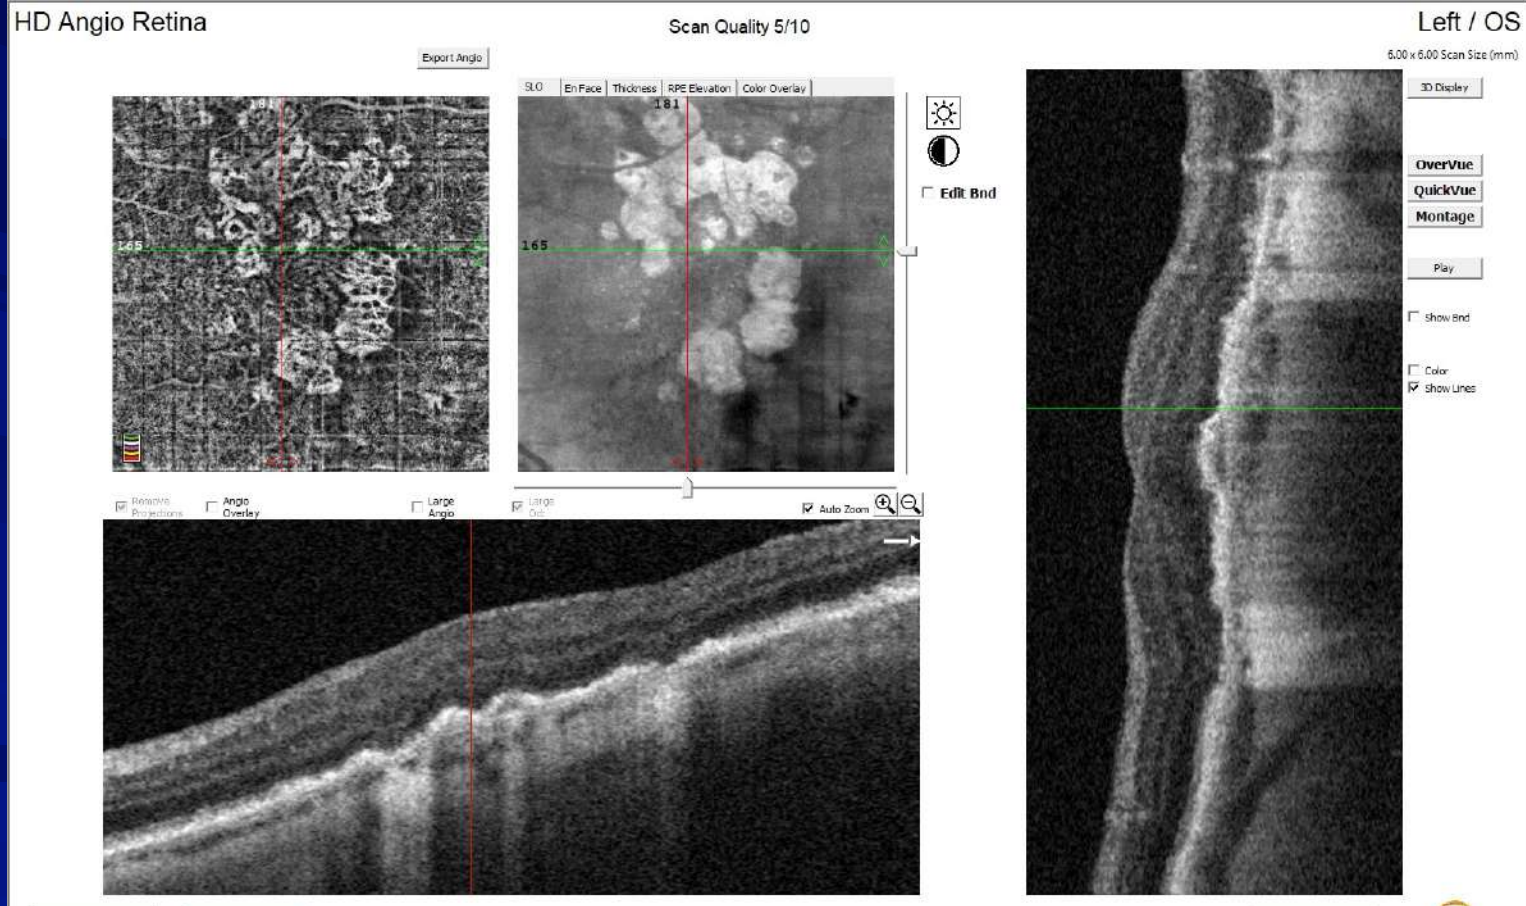 HD Angio Retina
Scan Quality 5/10
Left / OS
6.00 x 6.00 Scan Size (mm)
Export Angio
SLO
En Face
Thickness
RPE Elevation
Color Overlay
3D Display
181
181
Edit Bnd
OverVue
QuickVue
Montage
165
165
Play
Show Bnd
Color
Show Lines
Remove
Projections
Angio
Overlay
Large
Angio
Large
Oct
Auto Zoom